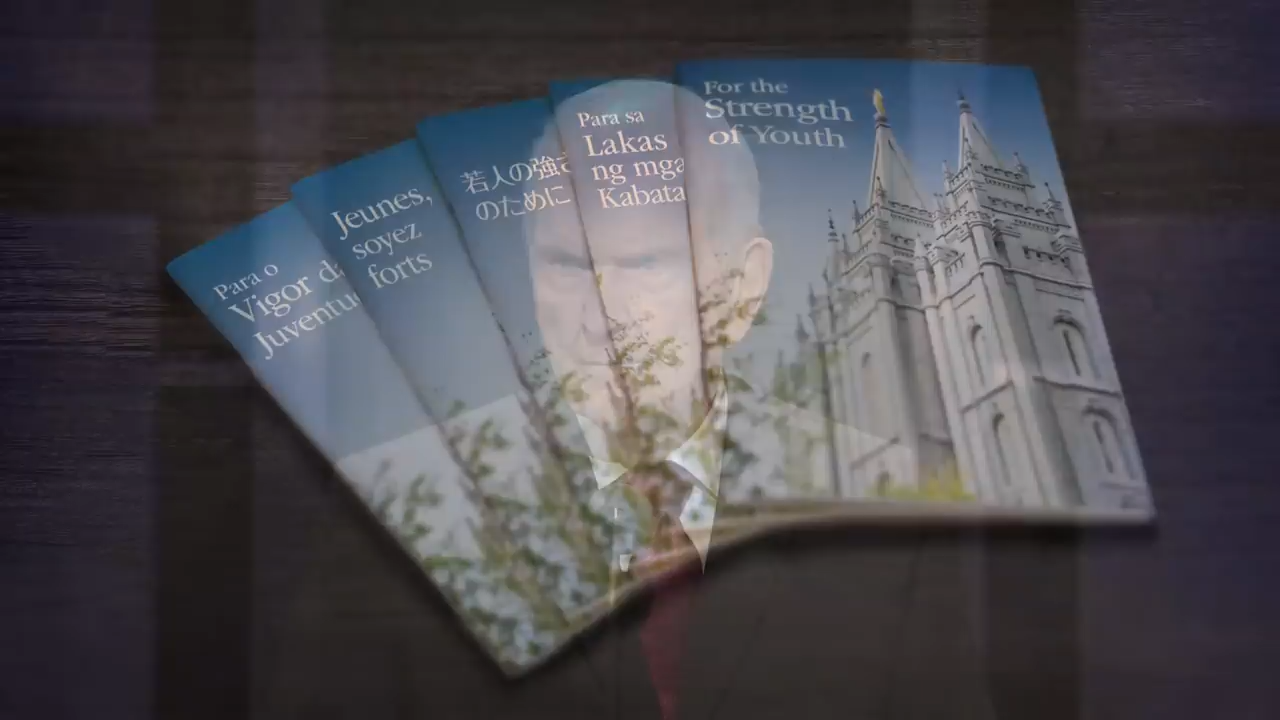 Para o
Vigor da
Juventu
Jeunes,
soyez
forts
若人の強さ
のために
Para sa
Lakas
ng mga
Kabata
For the
Strength
of Youth